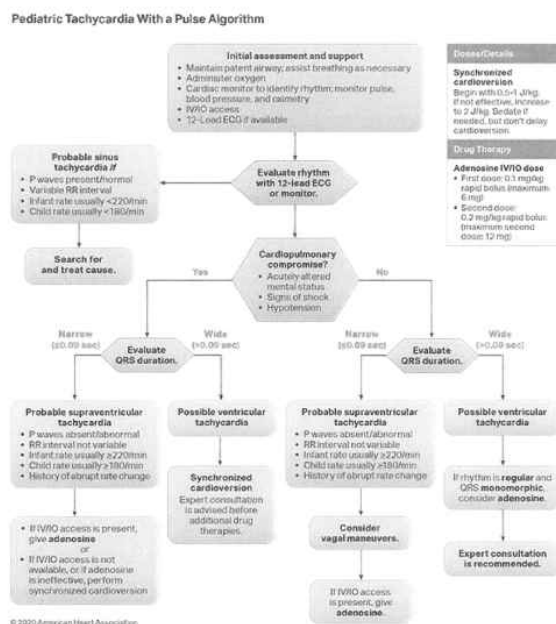 Pediatric Tachycardia With a Pulse Algorithm
Initial assessment and support
• Maintain patent airway; assist breathing as necessary
• Administer oxygen
• Cardiac monitor to identify rhythm; monitor pulse,
blood pressure, and oximetry
• IV/IO access
• 12-Lead ECG if available
Doses/Details
Synchronized
cardioversion
Begin with 0.5-1 J/kg.
If not effective, increase
to 2 J/kg. Sedate if
needed, but don't delay
cardioversion.
Drug Therapy
Adenosine IV/IO dose
• First dose: 0.1 mg/kg
rapid bolus (maximum:
6 mg)
• Second dose:
0.2 mg/kg rapid bolus
(maximum second
dose: 12 mg)
Probable sinus
tachycardia if
• P waves present/normal
• Variable RR interval
• Infant rate usually <220/min
• Child rate usually <180/min
Evaluate rhythm
with 12-lead ECG
or monitor.
Search for
and treat cause.
Cardiopulmonary
compromise?
• Acutely altered
mental status
• Signs of shock
• Hypotension
Yes
No
Narrow
(≤0.09 sec)
Wide
(>0.09 sec)
Evaluate
QRS duration.
Narrow
(≤0.09 sec)
Wide
(>0.09 sec)
Evaluate
QRS duration.
Probable supraventricular
tachycardia
• P waves absent/abnormal
• RR interval not variable
• Infant rate usually ≥220/min
• Child rate usually ≥180/min
• History of abrupt rate change
Possible ventricular
tachycardia
Probable supraventricular
tachycardia
• P waves absent/abnormal
• RR interval not variable
• Infant rate usually ≥220/min
• Child rate usually ≥180/min
• History of abrupt rate change
Possible ventricular
tachycardia
Synchronized
cardioversion
Expert consultation
is advised before
additional drug
therapies.
If rhythm is regular and
QRS monomorphic,
consider adenosine.
• If IV/IO access is present,
give adenosine
or
• If IV/IO access is not
available, or if adenosine
is ineffective, perform
synchronized cardioversion
Consider
vagal maneuvers.
Expert consultation
is recommended.
If IV/IO access
is present, give
adenosine.
© 2020 American Heart Association